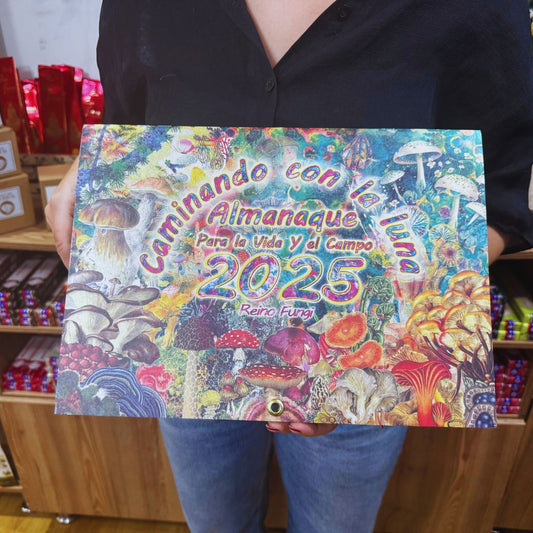 Caminando con la luna
Almanaque
Para la Vida Y el Campo
2025
Reino Fungi